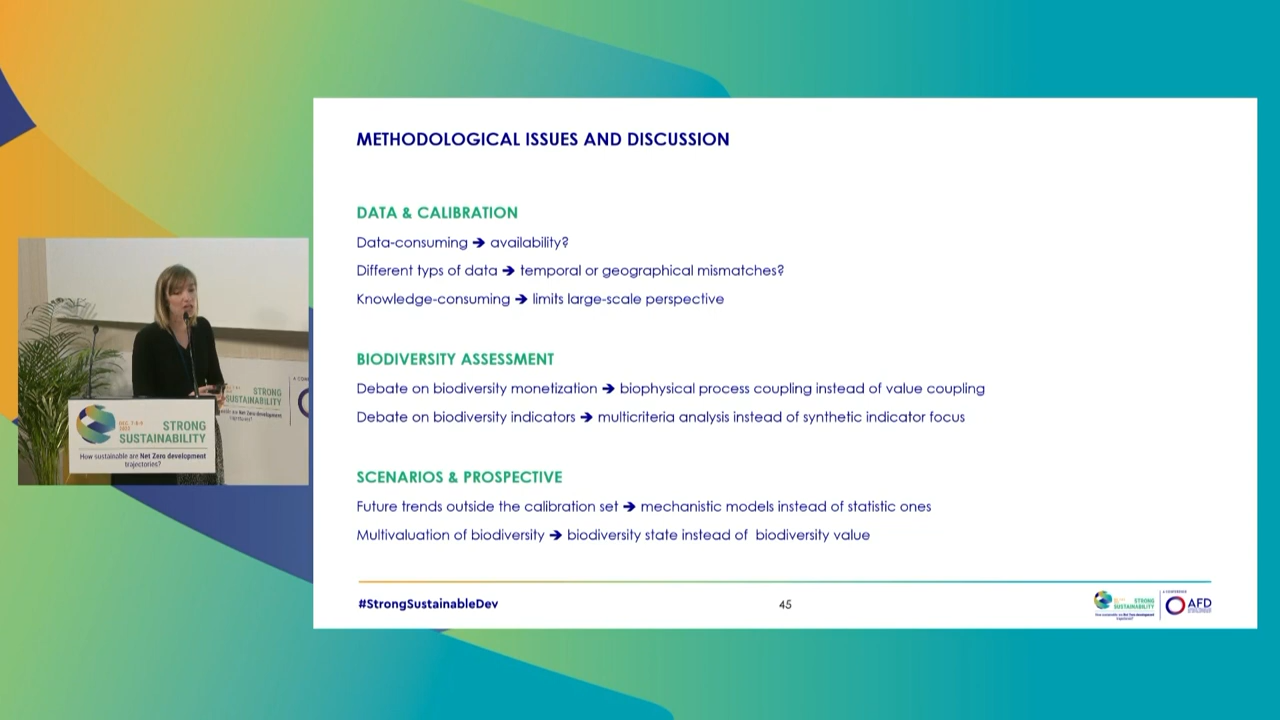 METHODOLOGICAL ISSUES AND DISCUSSION
DATA & CALIBRATION
Data-consuming ➔ availability?
Different typs of data ➔ temporal or geographical mismatches?
Knowledge-consuming ➔ limits large-scale perspective
BIODIVERSITY ASSESSMENT
Debate on biodiversity monetization ➔ biophysical process coupling instead of value coupling
Debate on biodiversity indicators ➔ multicriteria analysis instead of synthetic indicator focus
SCENARIOS & PROSPECTIVE
Future trends outside the calibration set ➔ mechanistic models instead of statistic ones
Multivaluation of biodiversity ➔ biodiversity state instead of biodiversity value
#StrongSustainableDev
45
STRONG
SUSTAINABILITY
A CONFERENCE
AFD
STRONG
SUSTAINABILITY
How sustainable are Net Zero development
trajectories?
STRONG
SUSTAINABILITY